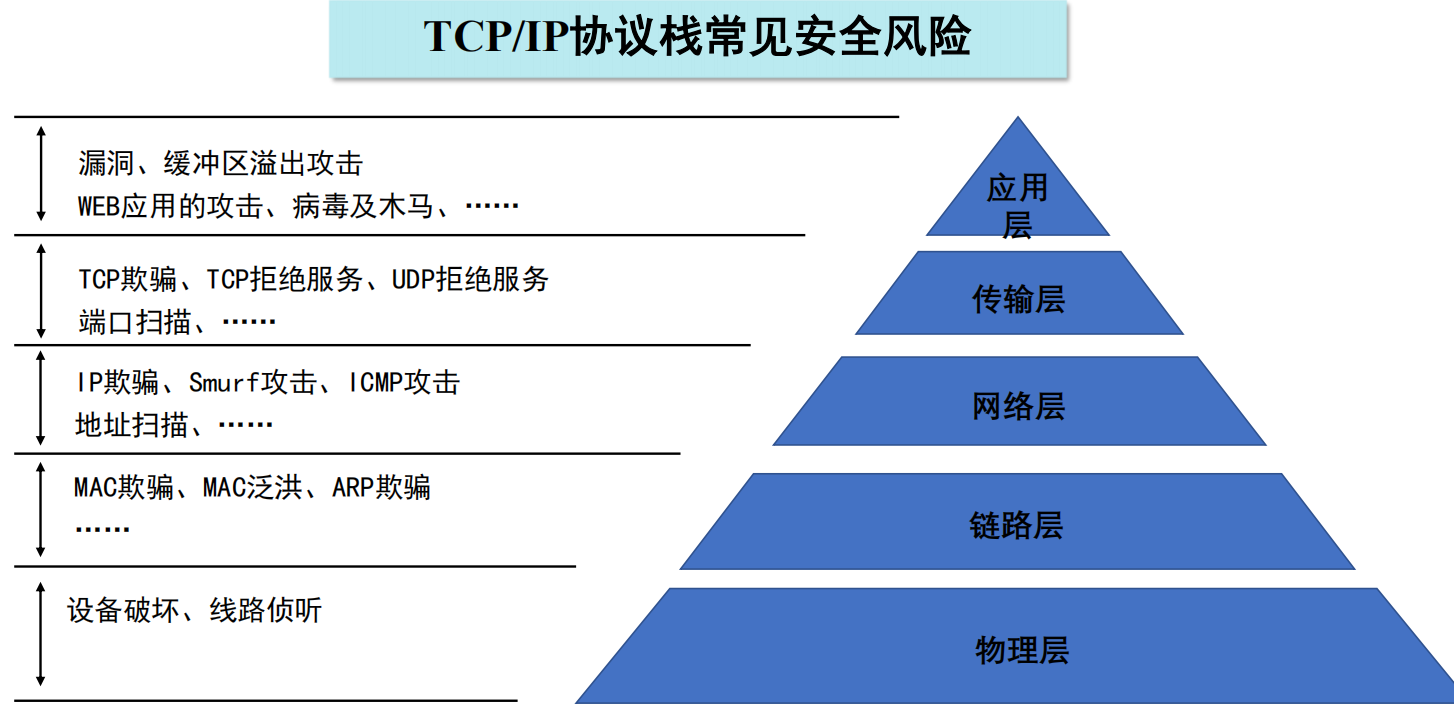 TCP/IP协议栈常见安全风险
漏洞、缓冲区溢出攻击
WEB应用的攻击、病毒及木马、……
应用
层
TCP欺骗、TCP拒绝服务、UDP拒绝服务
端口扫描、……
传输层
IP欺骗、Smurf攻击、ICMP攻击
地址扫描、……
网络层
MAC欺骗、MAC泛洪、ARP欺骗
……
链路层
设备破坏、线路侦听
物理层